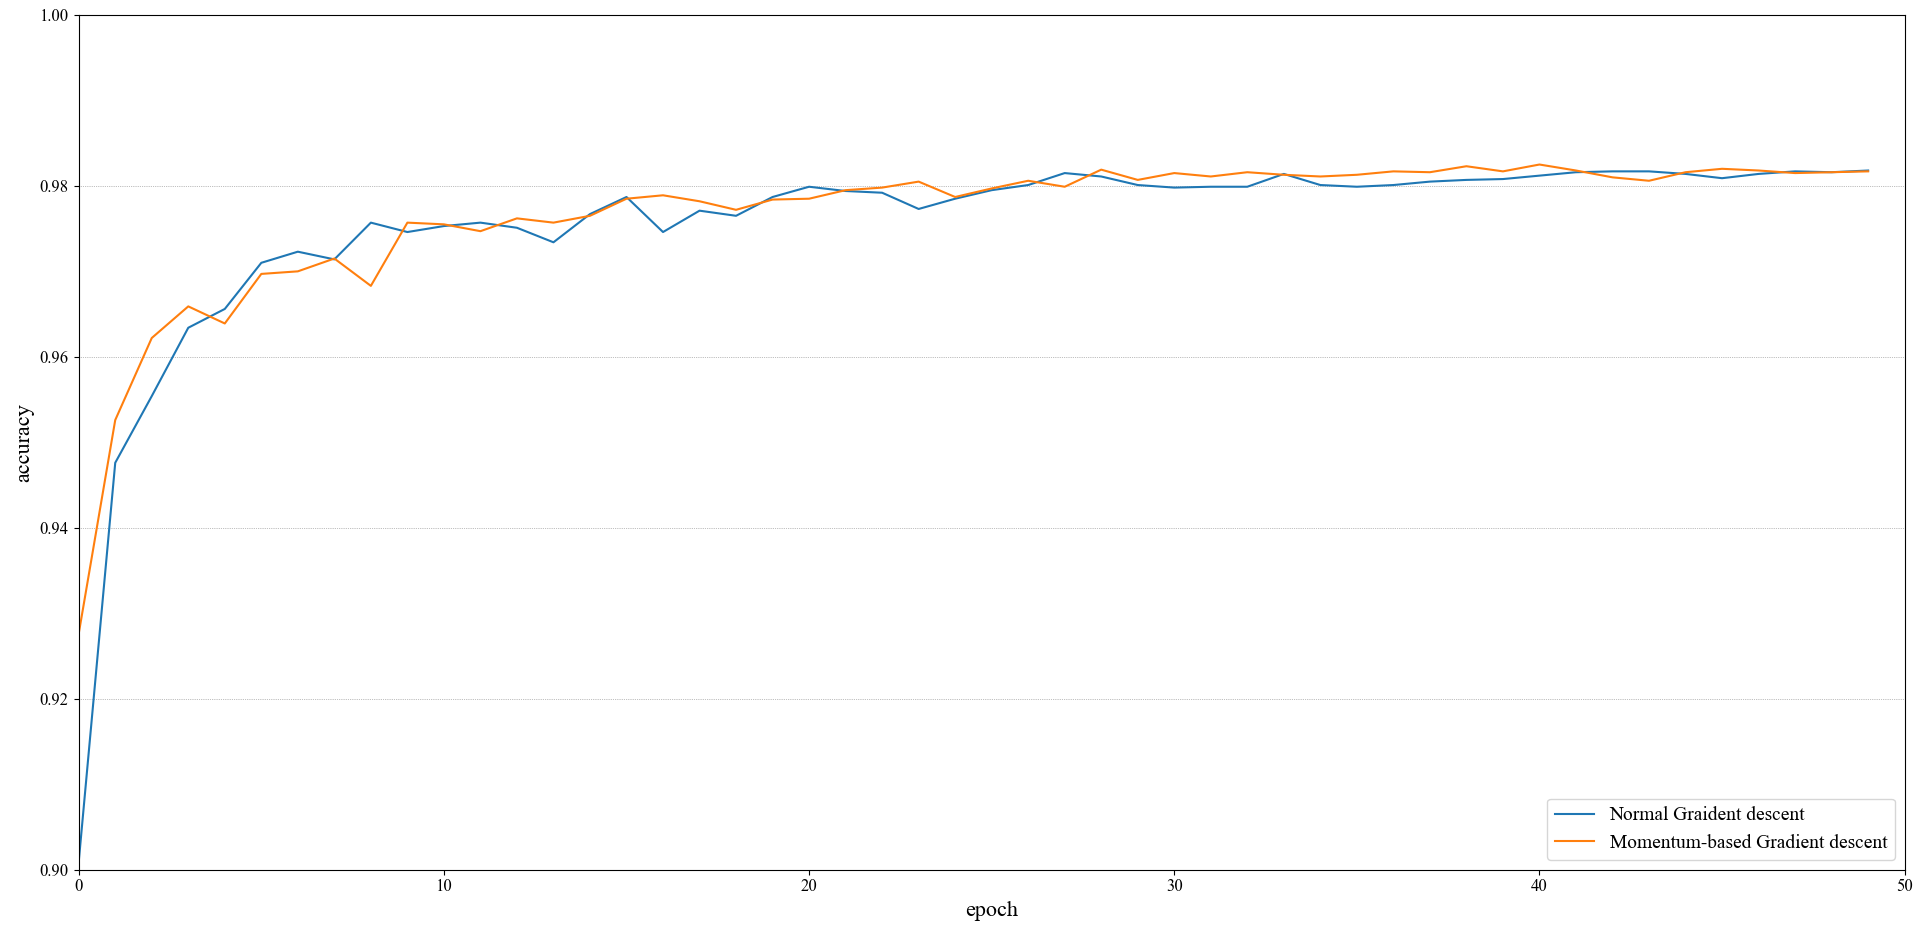 1.00
0.98
0.96
0.94
0.92
0.90
accuracy
0 10 20 30 40 50
epoch
Normal Graident descent
Momentum-based Gradient descent